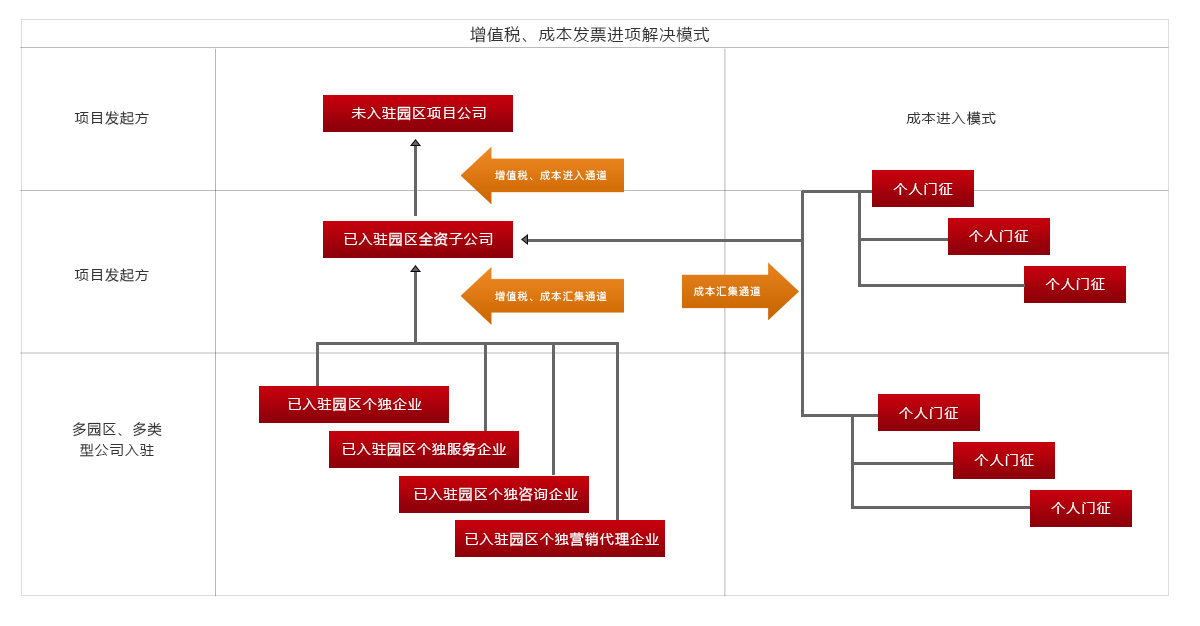 增值税、成本发票进项解决模式
项目发起方
未入驻园区项目公司
成本进入模式
增值税、成本进入通道
个人门征
已入驻园区全资子公司
个人门征
项目发起方
个人门征
增值税、成本汇集通道
成本汇集通道
多园区、多类
型公司入驻
已入驻园区个独企业
已入驻园区个独服务企业
已入驻园区个独咨询企业
已入驻园区个独营销代理企业
个人门征
个人门征
个人门征